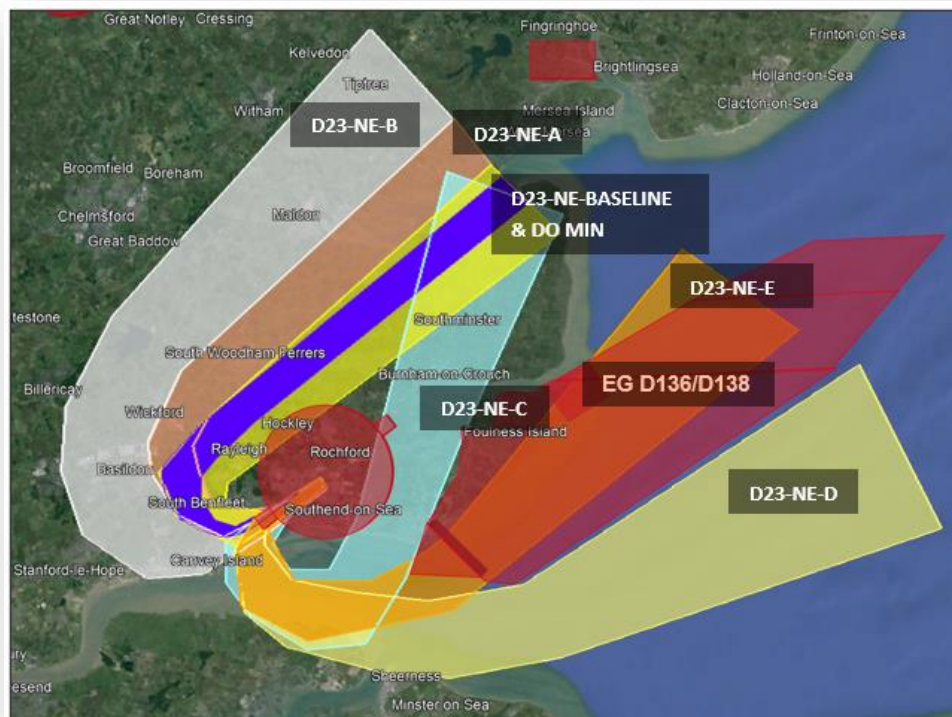 Great Notley
Cressing
Fingringhoe
Frinton-on-Sea
Kelvedon
Brightlingsea
Holland-on-Sea
Tiptree
Clacton-on-Sea
Witham
Mersea Island
D23-NE-B
D23-NE-A
Broomfield
Boreham
D23-NE-BASELINE
& DO MIN
Chelmsford
Maldon
Great Baddow
D23-NE-E
testone
Southminster
South Woodham Ferrers
Burnham-on-Crouch
EG D136/D138
Billericay
D23-NE-C
Wickford
Hockley
Foulness Island
Rayleigh
Rochford
Basildon
D23-NE-D
South Benfleet
Southend-on-Sea
Canvey Island
Stanford-le-Hope
ury
Sheerness
esend
Minster on Sea